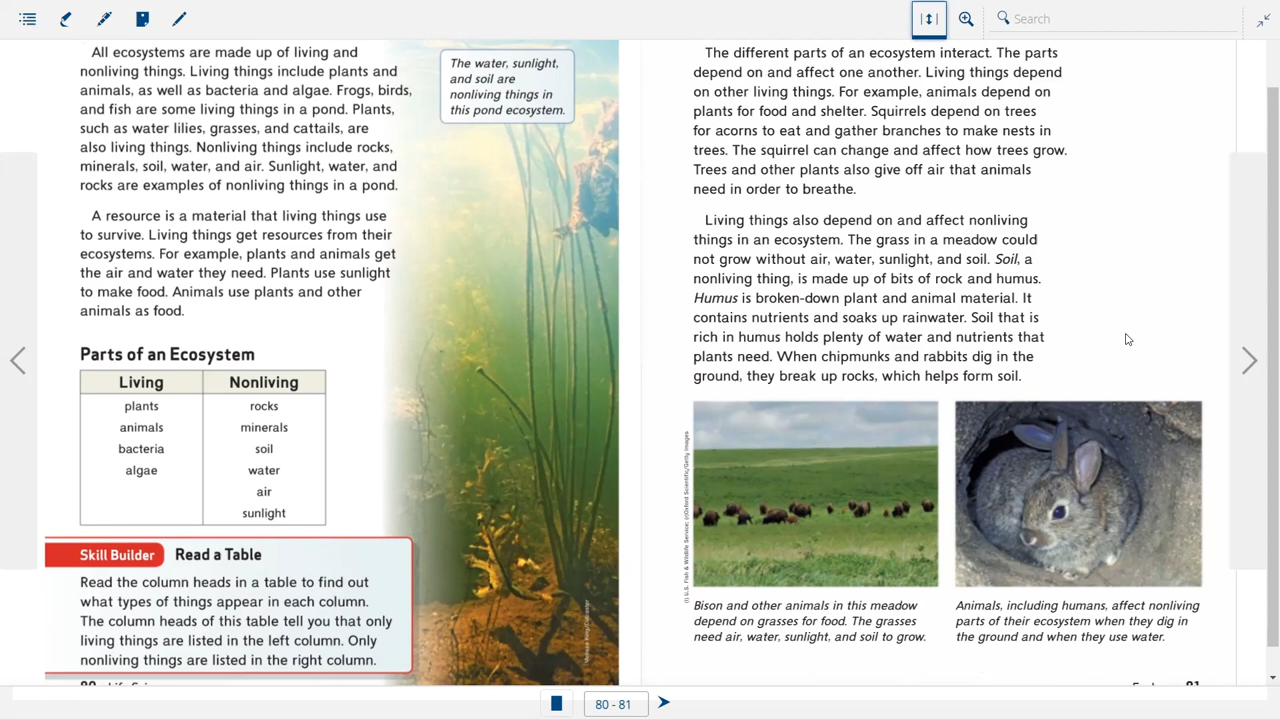 Search
All ecosystems are made up of living and
nonliving things. Living things include plants and
animals, as well as bacteria and algae. Frogs, birds,
and fish are some living things in a pond. Plants,
such as water lilies, grasses, and cattails, are
also living things. Nonliving things include rocks,
minerals, soil, water, and air. Sunlight, water, and
rocks are examples of nonliving things in a pond.
A resource is a material that living things use
to survive. Living things get resources from their
ecosystems. For example, plants and animals get
the air and water they need. Plants use sunlight
to make food. Animals use plants and other
animals as food.
Parts of an Ecosystem
Living Nonliving
plants rocks
animals minerals
bacteria soil
algae water
air
sunlight
Skill Builder Read a Table
Read the column heads in a table to find out
what types of things appear in each column.
The column heads of this table tell you that only
living things are listed in the left column. Only
nonliving things are listed in the right column.
The water, sunlight,
and soil are
nonliving things in
this pond ecosystem.
The different parts of an ecosystem interact. The parts
depend on and affect one another. Living things depend
on other living things. For example, animals depend on
plants for food and shelter. Squirrels depend on trees
for acorns to eat and gather branches to make nests in
trees. The squirrel can change and affect how trees grow.
Trees and other plants also give off air that animals
need in order to breathe.
Living things also depend on and affect nonliving
things in an ecosystem. The grass in a meadow could
not grow without air, water, sunlight, and soil. Soil, a
nonliving thing, is made up of bits of rock and humus.
Humus is broken-down plant and animal material. It
contains nutrients and soaks up rainwater. Soil that is
rich in humus holds plenty of water and nutrients that
plants need. When chipmunks and rabbits dig in the
ground, they break up rocks, which helps form soil.
(l) U.S. Fish & Wildlife Service; (r)Oxford Scientific/Getty Images
Bison and other animals in this meadow
depend on grasses for food. The grasses
need air, water, sunlight, and soil to grow.
Animals, including humans, affect nonliving
parts of their ecosystem when they dig in
the ground and when they use water.
80 - 81